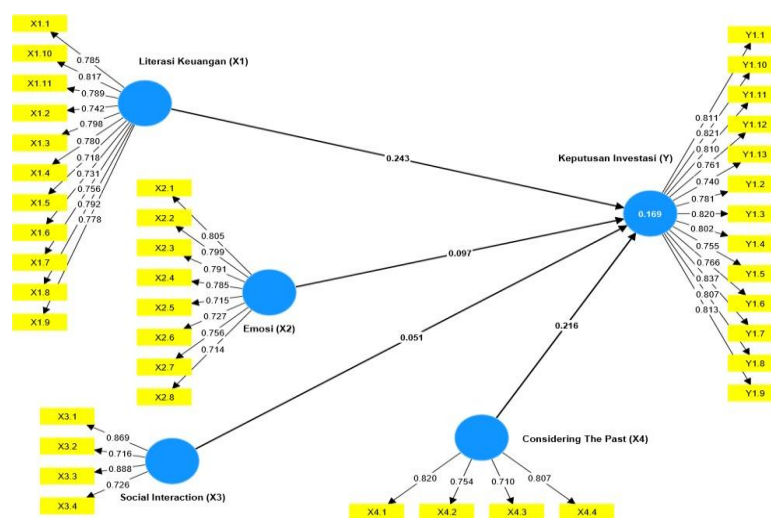 X1.1
X1.10
X1.11
X1.2
X1.3
X1.4
X1.5
X1.6
X1.7
X1.8
X1.9
0.785
0.817
0.789
0.742
0.798
0.780
0.718
0.731
0.756
0.792
0.778
Literasi Keuangan (X1)
0.243
X2.1
X2.2
X2.3
X2.4
X2.5
X2.6
X2.7
X2.8
0.805
0.799
0.791
0.785
0.715
0.727
0.756
0.714
Emosi (X2)
0.097
X3.1
X3.2
X3.3
X3.4
0.869
0.716
0.888
0.726
Social Interaction (X3)
0.051
Considering The Past (X4)
0.216
0.820
0.754
0.710
0.807
X4.1
X4.2
X4.3
X4.4
Keputusan Investasi (Y)
0.169
0.811
0.821
0.810
0.761
0.740
0.781
0.820
0.802
0.755
0.766
0.837
0.807
0.813
Y1.1
Y1.10
Y1.11
Y1.12
Y1.13
Y1.2
Y1.3
Y1.4
Y1.5
Y1.6
Y1.7
Y1.8
Y1.9